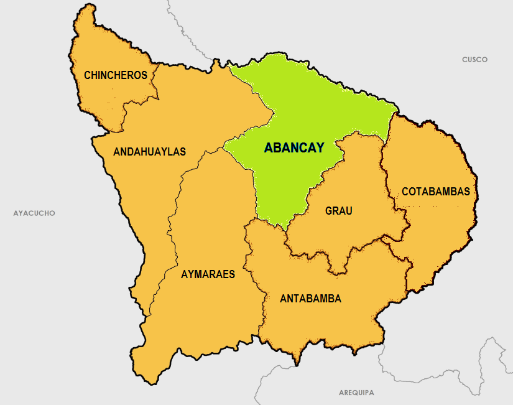 CUSCO
CHINCHEROS
ABANCAY
ANDAHUAYLAS
COTABAMBAS
GRAU
AYACUCHO
AYMARAES
ANTABAMBA
AREQUIPA